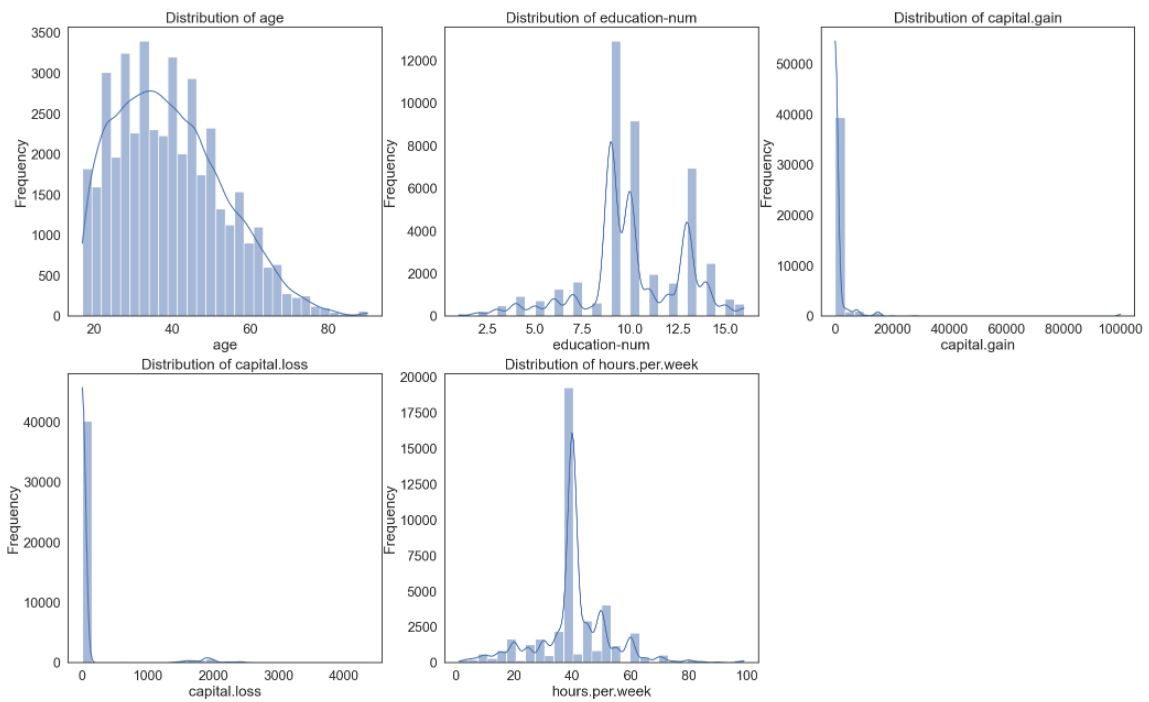 Distribution of age
3500
3000
2500
2000
1500
1000
500
0
Frequency
20 40 60 80
age
Distribution of education-num
12000
10000
8000
6000
4000
2000
0
Frequency
2.5 5.0 7.5 10.0 12.5 15.0
education-num
Distribution of capital.gain
50000
40000
30000
20000
10000
0
Frequency
0 20000 40000 60000 80000 100000
capital.gain
Distribution of capital.loss
40000
30000
20000
10000
0
Frequency
0 1000 2000 3000 4000
capital.loss
Distribution of hours.per.week
20000
17500
15000
12500
10000
7500
5000
2500
0
Frequency
0 20 40 60 80 100
hours.per.week